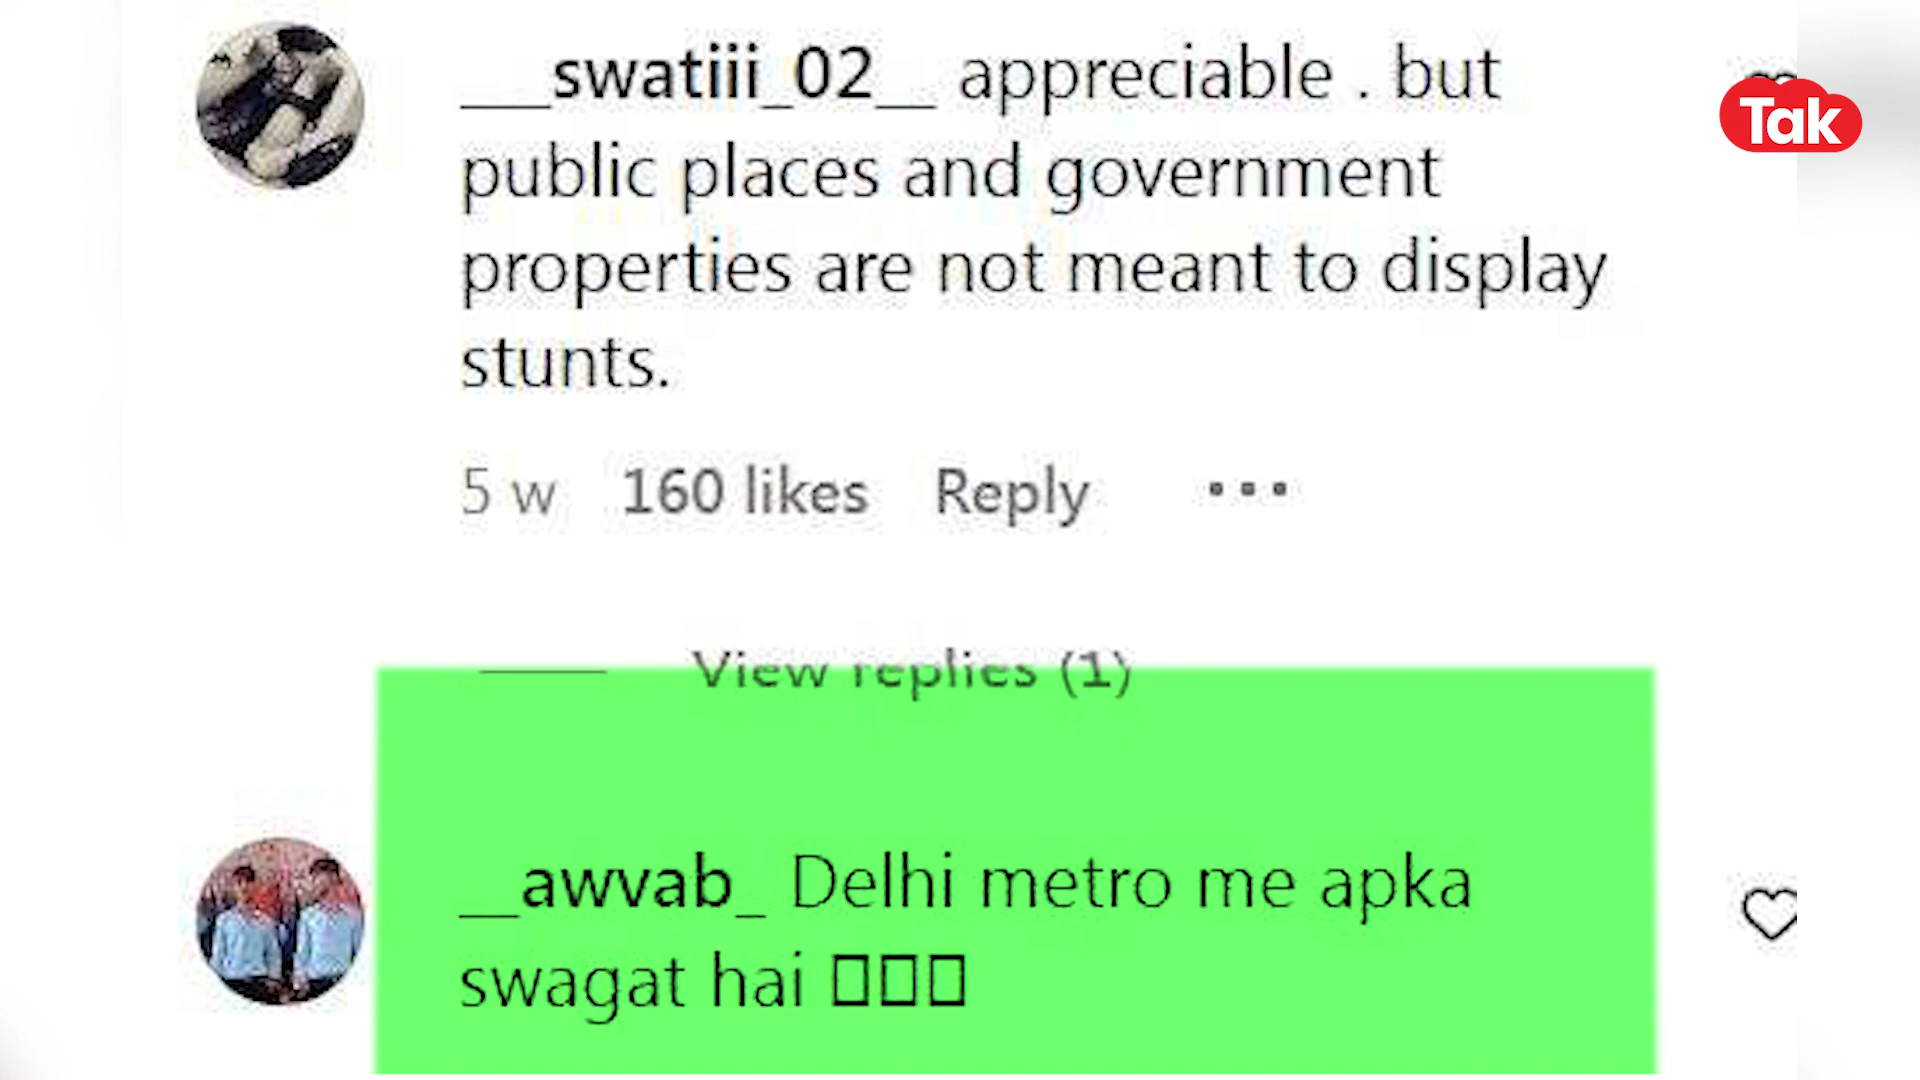 ___swatiii_02__ appreciable . but
Tak
public places and government
properties are not meant to display
stunts.
5 w 160 likes Reply ...
View replies (1)
__awvab_ Delhi metro me apka
swagat hai □□□